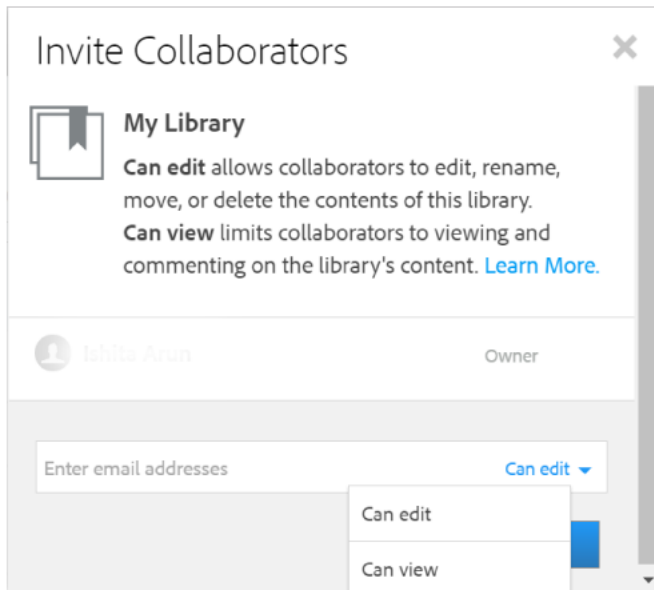 Invite Collaborators
My Library
Can edit allows collaborators to edit, rename,
move, or delete the contents of this library.
Can view limits collaborators to viewing and
commenting on the library's content. Learn More.
Ishita Arun
Owner
Enter email addresses
Can edit
Can edit
Can view